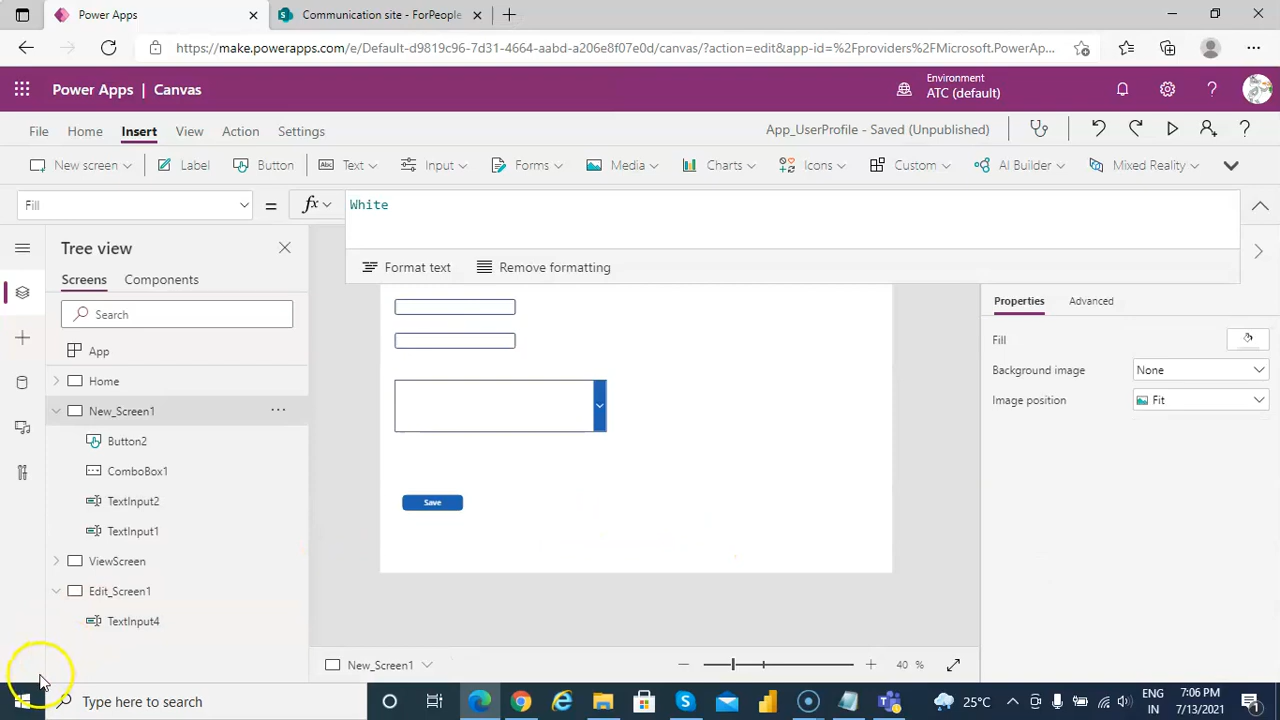 Power Apps
Communication site - ForPeople
https://make.powerapps.com/e/Default-d9819c96-7d31-4664-aabd-a206e8f07e0d/canvas/?action=edit&app-id=%2Fproviders%2FMicrosoft.PowerAp...
Power Apps | Canvas
Environment
ATC (default)
File Home Insert View Action Settings
App_UserProfile - Saved (Unpublished)
New screen Label Button Text Input Forms Media Charts Icons Custom AI Builder Mixed Reality
Fill = fx White
Format text Remove formatting
Tree view
Screens Components
Search
App
Home
New_Screen1
Button2
ComboBox1
TextInput2
TextInput1
ViewScreen
Edit_Screen1
TextInput4
Save
Properties Advanced
Fill
Background image None
Image position Fit
New_Screen1 40 %
Type here to search
25°C
ENG
IN
7:06 PM
7/13/2021
1